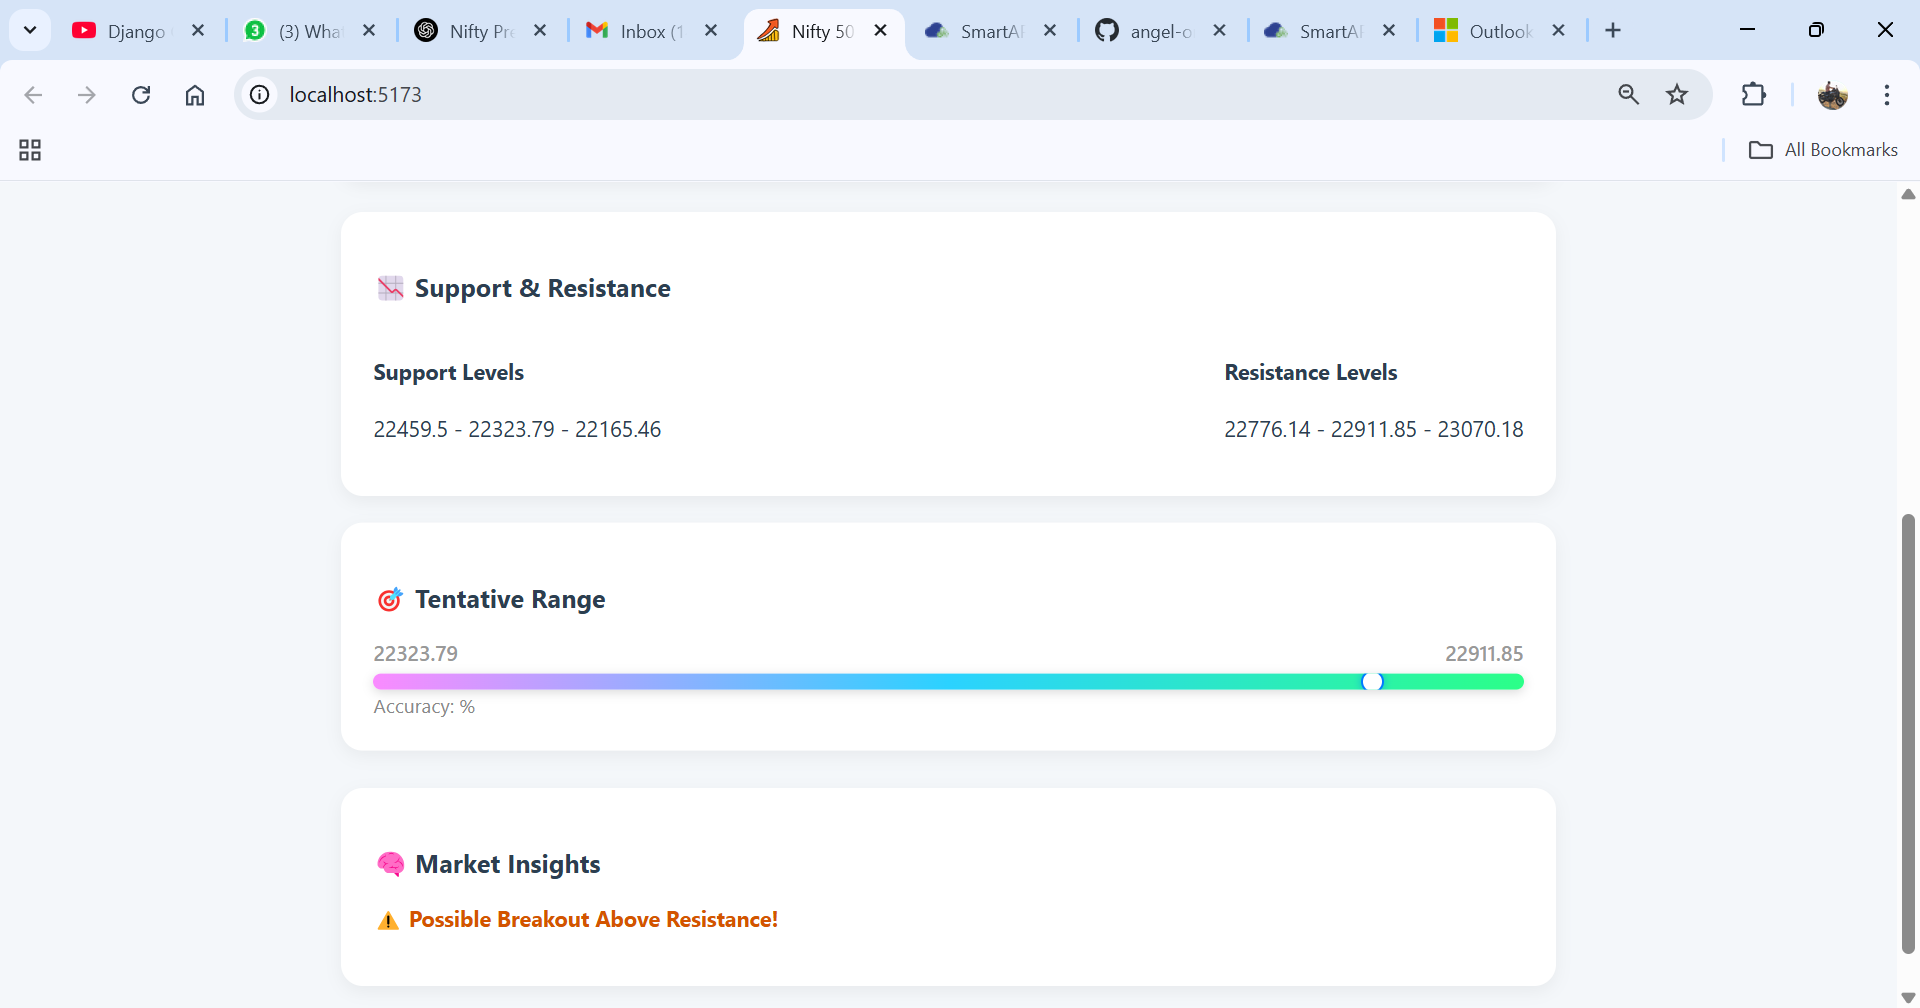 Django
3 (3) Wha
Nifty Pr
Inbox (1
Nifty 50
SmartA
angel-o
SmartA
Outlook
localhost:5173
All Bookmarks
Support & Resistance
Support Levels
Resistance Levels
22459.5 - 22323.79 - 22165.46
22776.14 - 22911.85 - 23070.18
Tentative Range
22323.79
22911.85
Accuracy: %
Market Insights
Possible Breakout Above Resistance!